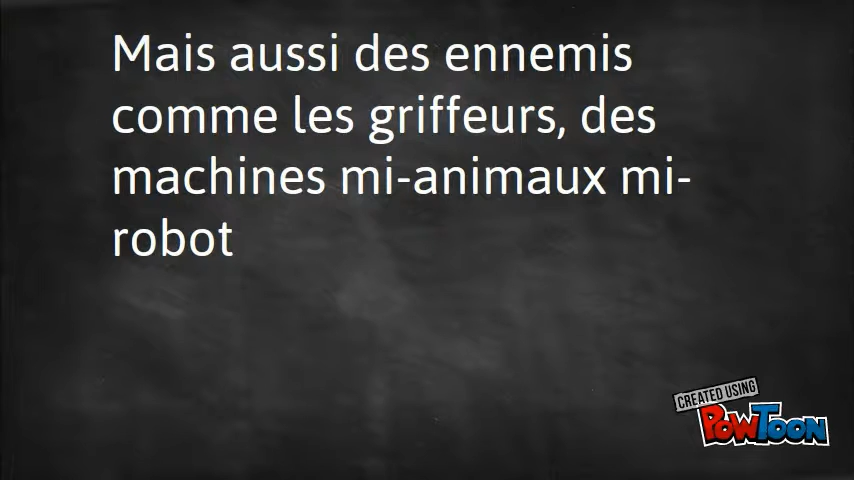 Mais aussi des ennemis
comme les griffeurs, des
machines mi-animaux mi-
robot
CREATED USING
POWTOON